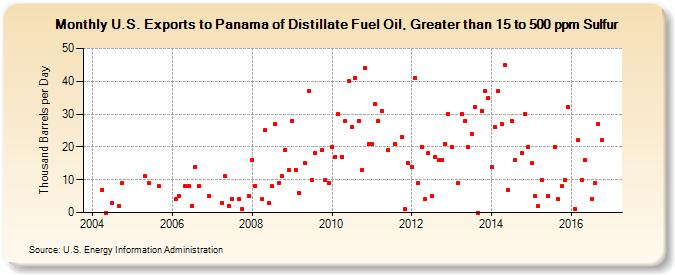 Monthly U.S. Exports to Panama of Distillate Fuel Oil, Greater than 15 to 500 ppm Sulfur
Thousand Barrels per Day
50
40
30
20
10
0
2004 2006 2008 2010 2012 2014 2016
Source: U.S. Energy Information Administration